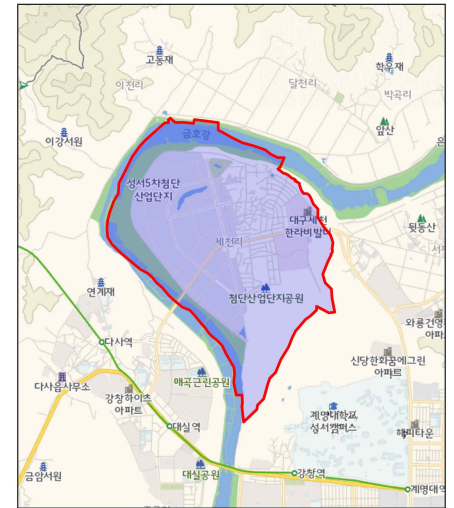 고동재
학우재
이천리
달천리
박곡리
금호강
이강서원
앞산
은
성서5차첨단
산업단지
대구세천
한라비발디
뒷동산
세천리
서재
연계재
첨단산업단지공원
와룡건영
아파트
다사역
신당한화꿈에그린
아파트
매곡근린공원
다사읍사무소
강창하이츠
아파트
계명대학교
성서캠퍼스
대실역
해피타운
금암서원
대실공원
강창역
계명대역